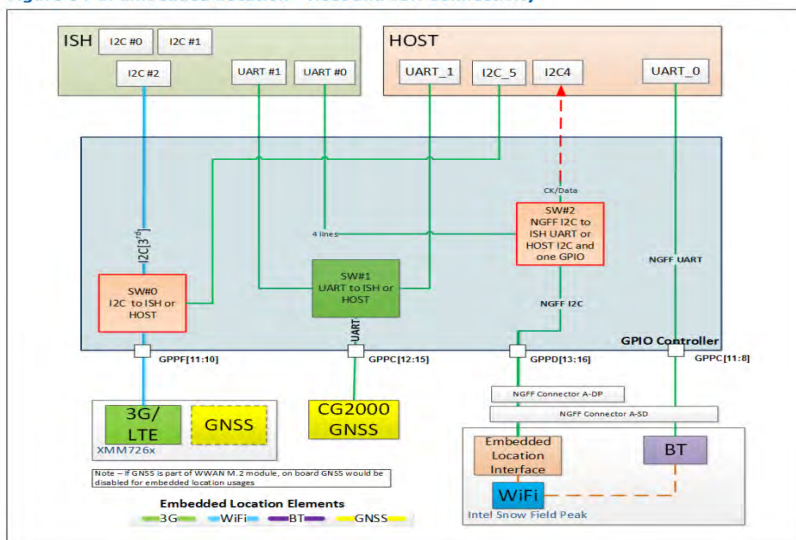 ISH
I2C #0
I2C #1
I2C #2
UART #1
UART #0
HOST
UART_1
I2C_5
I2C4
UART_0
I2C[3rd]
4 lines
CK/Data
SW#0
I2C to ISH or
HOST
SW#1
UART to ISH or
HOST
SW#2
NGFF I2C to
ISH UART or
HOST I2C and
one GPIO
NGFF UART
UART
NGFF I2C
GPIO Controller
GPPF[11:10]
GPPC[12:15]
GPPD[13:16]
GPPC[11:8]
NGFF Connector A-DP
NGFF Connector A-SD
3G/
LTE
GNSS
XMM726x
CG2000
GNSS
Embedded
Location
Interface
BT
WiFi
Intel Snow Field Peak
Note – If GNSS is part of WWAN M.2 module, on board GNSS would be
disabled for embedded location usages
Embedded Location Elements
3G
WiFi
BT
GNSS